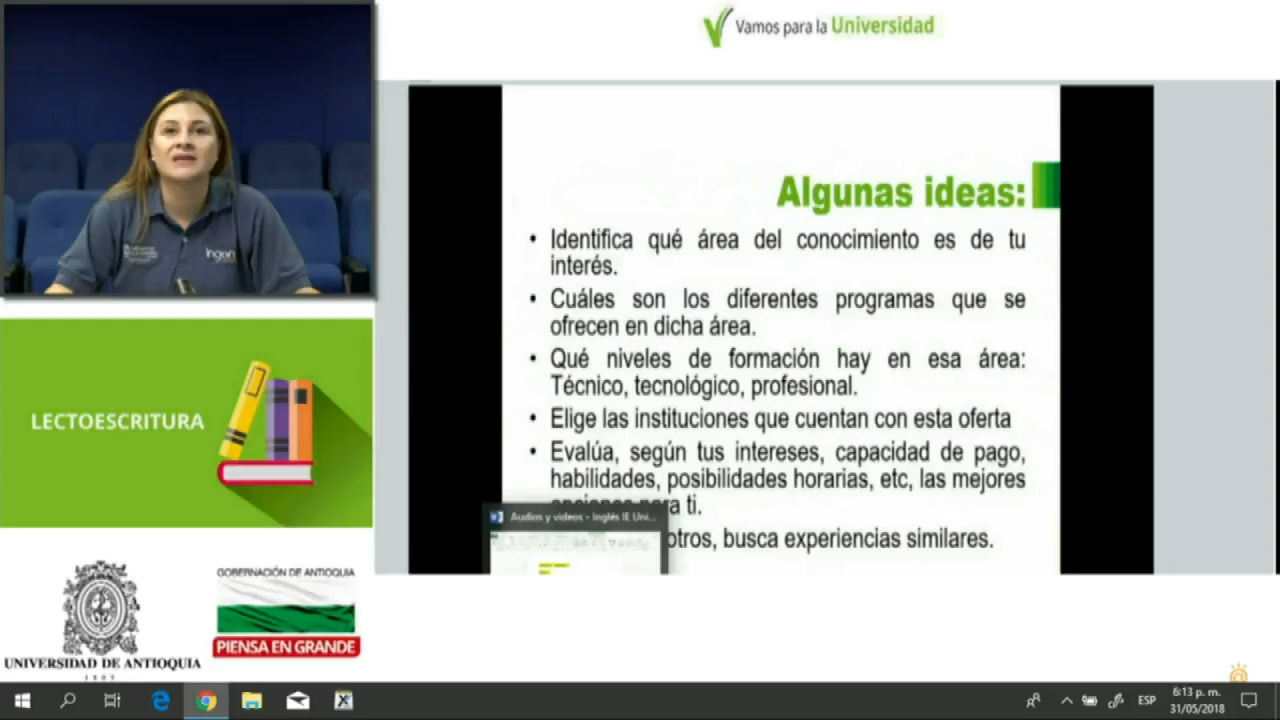 Vamos para la Universidad
Algunas ideas:
• Identifica qué área del conocimiento es de tu
interés.
• Cuáles son los diferentes programas que se
ofrecen en dicha área.
• Qué niveles de formación hay en esa área:
Técnico, tecnológico, profesional.
• Elige las instituciones que cuentan con esta oferta
• Evalúa, según tus intereses, capacidad de pago,
habilidades, posibilidades horarias, etc, las mejores
para ti.
otros, busca experiencias similares.
Audios y videos - Inglés IE Uni...
LECTOESCRITURA
UNIVERSIDAD DE ANTIOQUIA
1803
GOBERNACIÓN DE ANTIOQUIA
PIENSA EN GRANDE
ESP
6:13 p. m.
31/05/2018